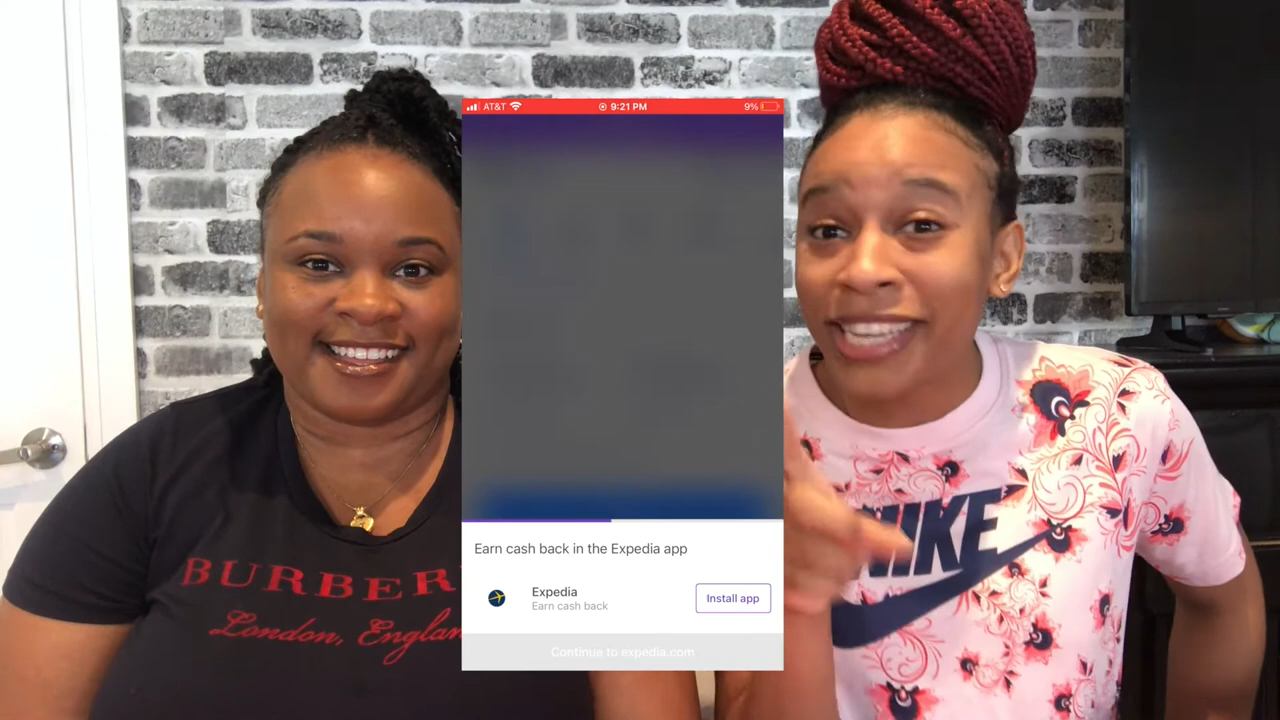 AT&T
9:21 PM
9%
Earn cash back in the Expedia app
Expedia
Earn cash back
Install app
Continue to expedia.com
BURBER
London, Englan
NIKE